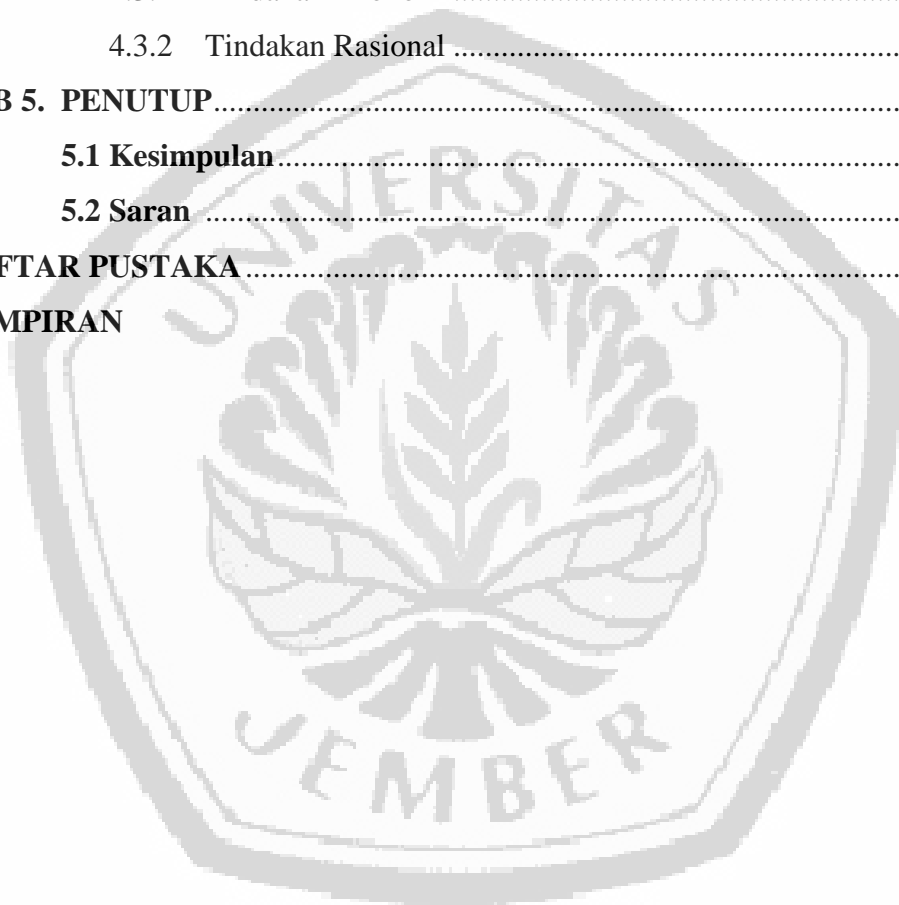 4.3.2 Tindakan Rasional ........................................................
B 5. PENUTUP ........................................................
5.1 Kesimpulan ........................................................
5.2 Saran ........................................................
FTAR PUSTAKA ........................................................
MPIRAN
UNIVERSITAS
JEMBER